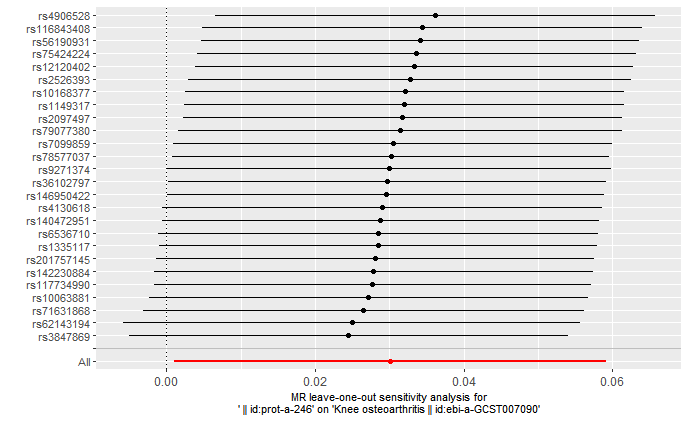 rs4906528
rs116843408
rs56190931
rs75424224
rs12120402
rs2526393
rs10168377
rs1149317
rs2097497
rs79077380
rs7099859
rs78577037
rs9271374
rs36102797
rs146950422
rs4130618
rs140472951
rs6536710
rs1335117
rs201757145
rs142230884
rs117734990
rs10063881
rs71631868
rs62143194
rs3847869
All
0.00 0.02 0.04 0.06
MR leave-one-out sensitivity analysis for
' id:prot-a-246' on 'Knee osteoarthritis id:ebi-a-GCST007090'